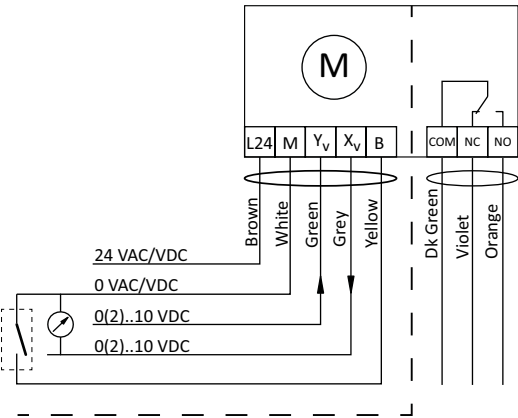 M
L24 M Yv Xv B COM NC NO
Brown
White
Green
Grey
Yellow
Dk Green
Violet
Orange
24 VAC/VDC
0 VAC/VDC
0(2)..10 VDC
0(2)..10 VDC